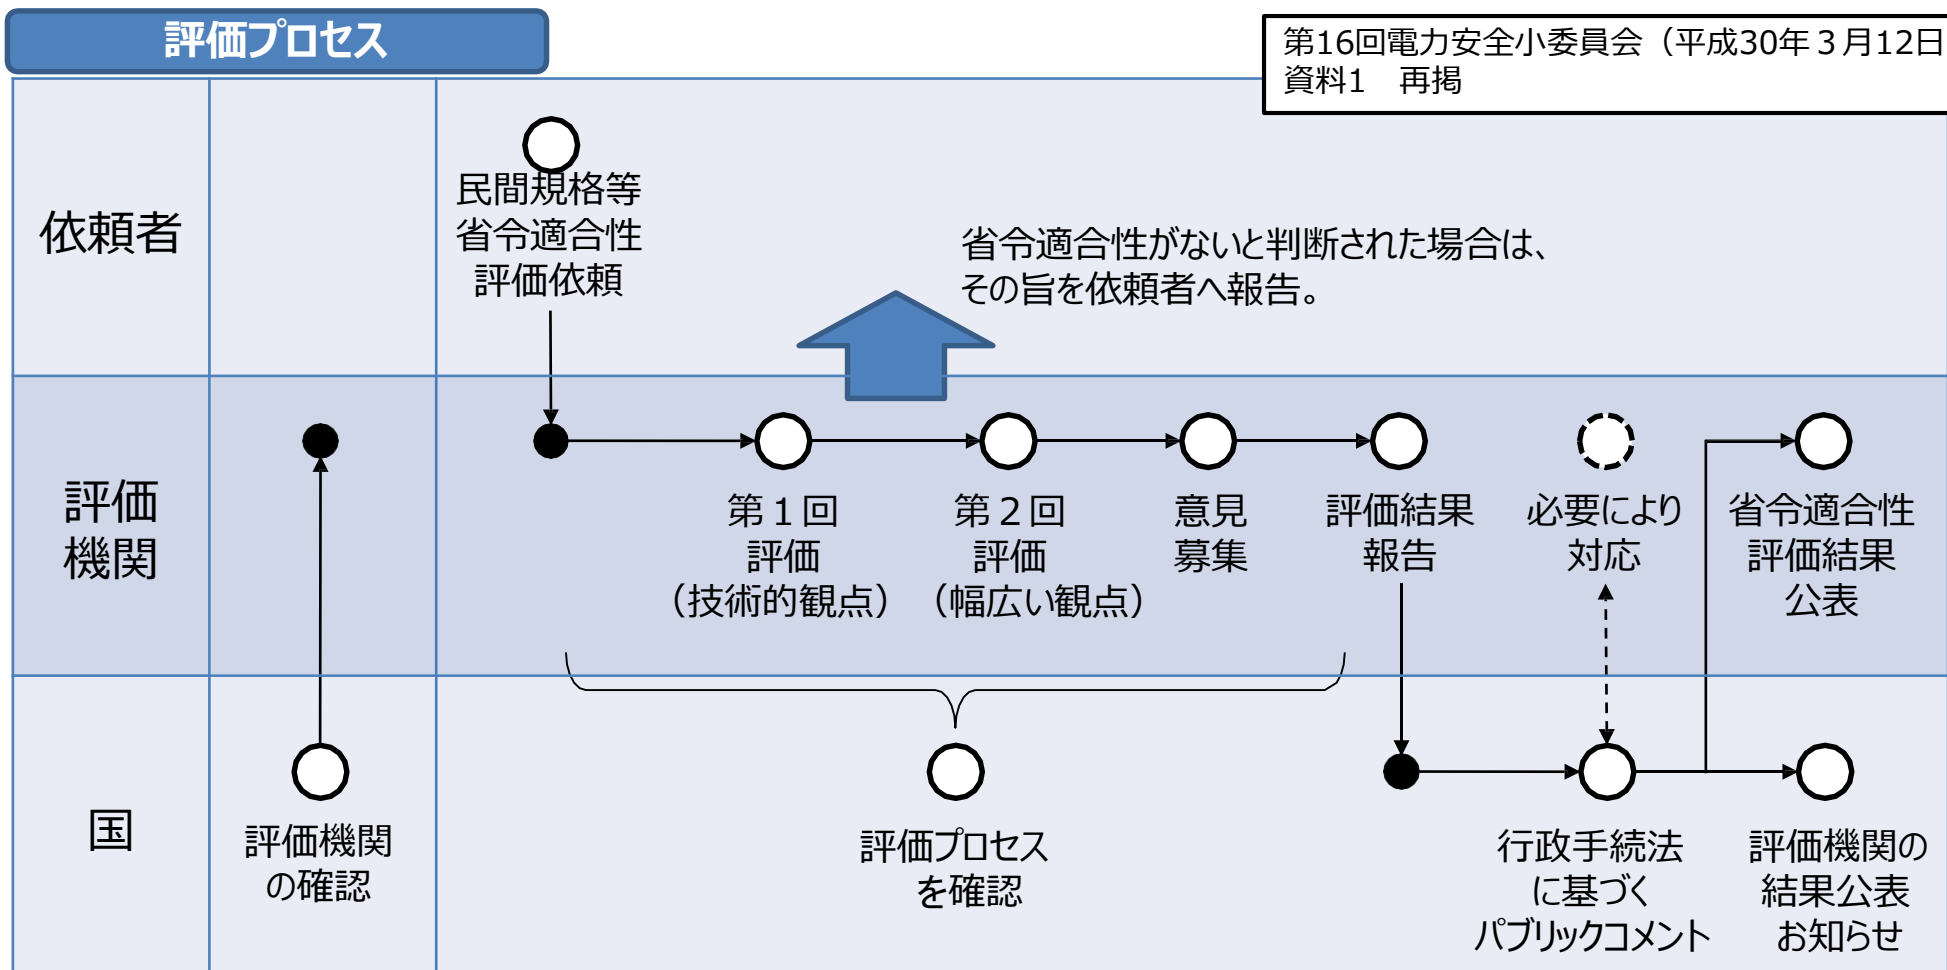 評価プロセス
第16回電力安全小委員会（平成30年３月12日
資料1　再掲
依頼者
民間規格等
省令適合性
評価依頼
省令適合性がないと判断された場合は、
その旨を依頼者へ報告。
評価
機関
第１回
評価
（技術的観点）
第２回
評価
（幅広い観点）
意見
募集
評価結果
報告
必要により
対応
省令適合性
評価結果
公表
国
評価機関
の確認
評価プロセス
を確認
行政手続法
に基づく
パブリックコメント
評価機関の
結果公表
お知らせ